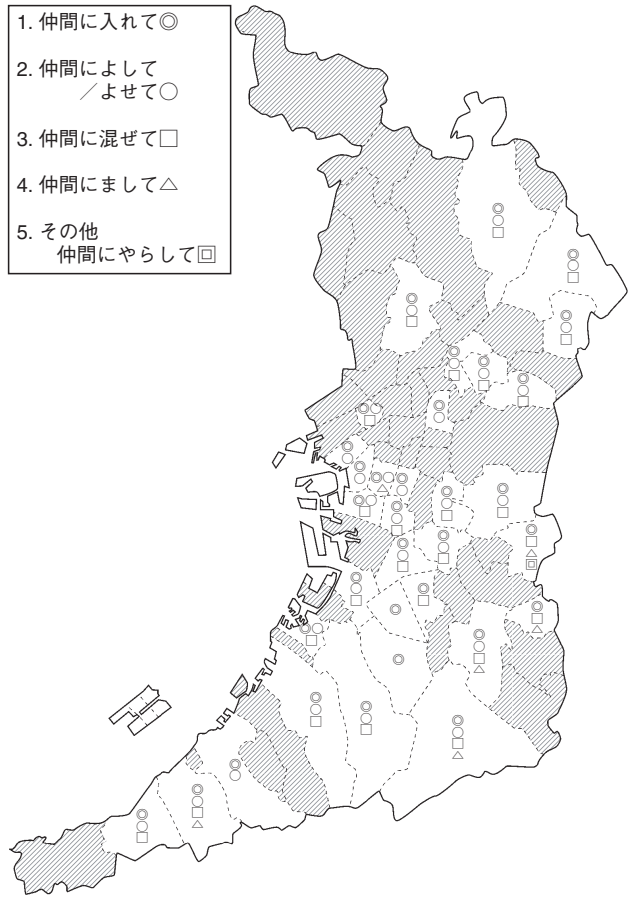 1. 仲間に入れて◎
2. 仲間によして
／よせて○
3. 仲間に混ぜて□
4. 仲間にまして△
5. その他
仲間にやらして回